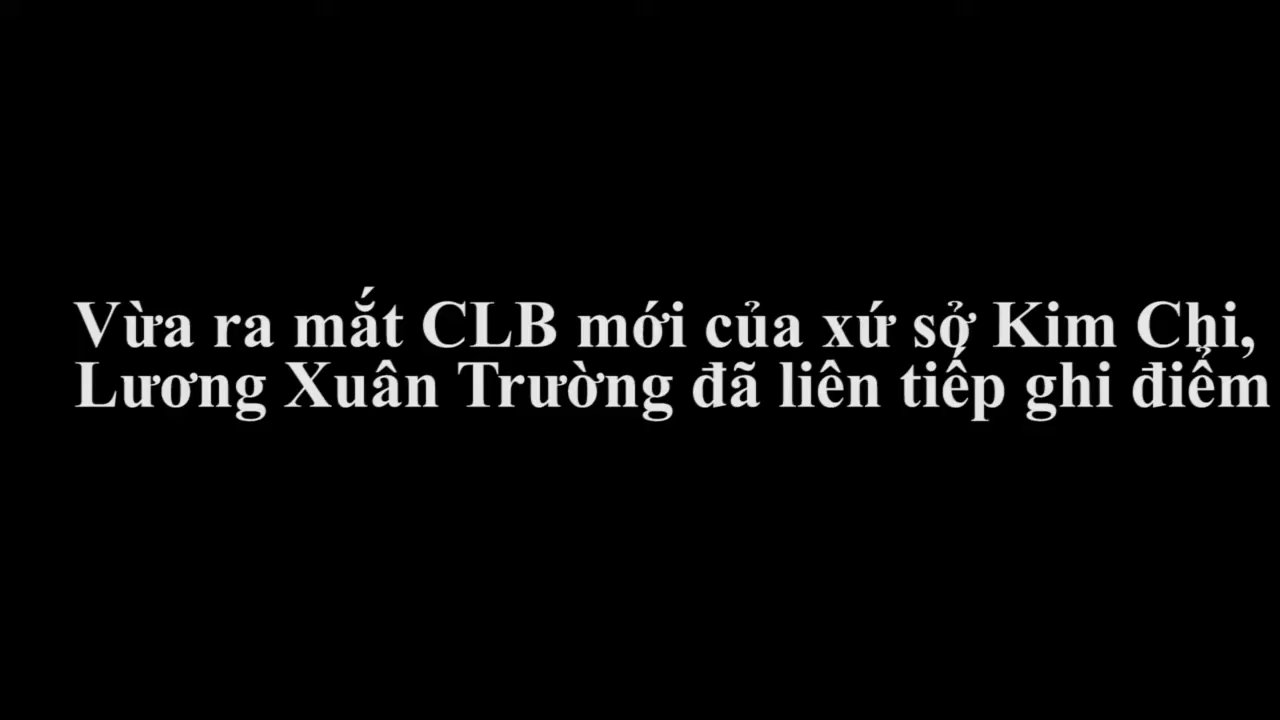 Vừa ra mắt CLB mới của xứ sở Kim Chi,
Lương Xuân Trường đã liên tiếp ghi điểm